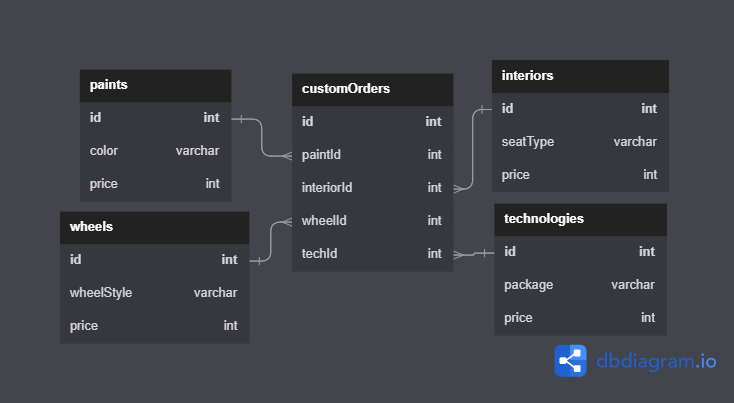 paints
id int
color varchar
price int
wheels
id int
wheelStyle varchar
price int
customOrders
id int
paintId int
interiorId int
wheelId int
techId int
interiors
id int
seatType varchar
price int
technologies
id int
package varchar
price int
dbdiagram.io